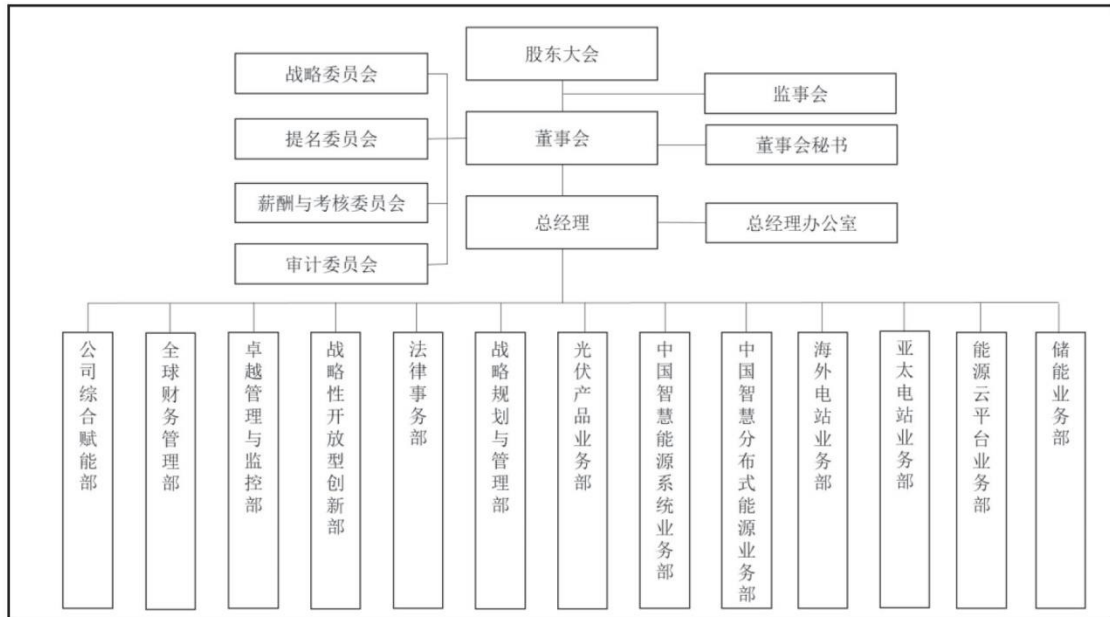 股东大会
战略委员会
监事会
提名委员会
董事会
董事会秘书
薪酬与考核委员会
总经理
总经理办公室
审计委员会
公司综合赋能部
全球财务管理部
卓越管理与监控部
战略性开放型创新部
法律事务部
战略规划与管理部
光伏产品业务部
中国智慧能源系统业务部
中国智慧分布式能源业务部
海外电站业务部
亚太电站业务部
能源云平台业务部
储能业务部